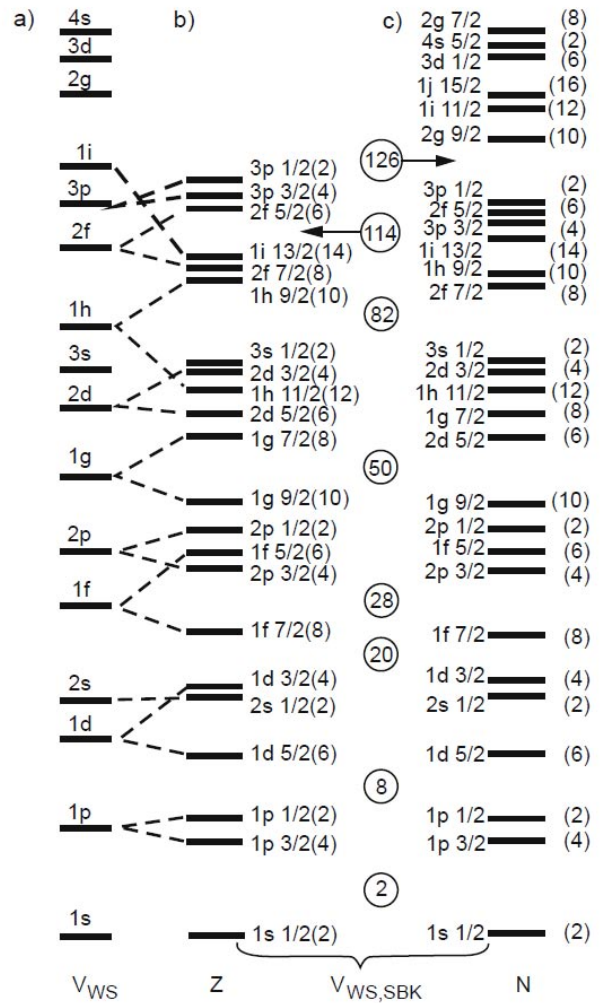 a) b) c)
4s 2g 7/2 (8)
3d 4s 5/2 (2)
3d 1/2 (6)
2g 1j 15/2 (16)
1i 11/2 (12)
2g 9/2 (10)
1i 126
3p 1/2(2)
3p 3p 3/2(4) 3p 1/2 (2)
2f 5/2(6) 2f 5/2 (6)
2f 114 3p 3/2 (4)
1i 13/2(14) 1i 13/2 (14)
2f 7/2(8) 1h 9/2 (10)
1h 9/2(10) 2f 7/2 (8)
1h 82
3s 3s 1/2(2) 3s 1/2 (2)
2d 3/2(4) 2d 3/2 (4)
2d 1h 11/2(12) 1h 11/2 (12)
2d 5/2(6) 1g 7/2 (8)
1g 7/2(8) 2d 5/2 (6)
1g 50
1g 9/2(10) 1g 9/2 (10)
2p 2p 1/2(2) 2p 1/2 (2)
1f 5/2(6) 1f 5/2 (6)
2p 3/2(4) 2p 3/2 (4)
1f 28
1f 7/2(8) 1f 7/2 (8)
20
2s 1d 3/2(4) 1d 3/2 (4)
2s 1/2(2) 2s 1/2 (2)
1d
1d 5/2(6) 1d 5/2 (6)
8
1p 1p 1/2(2) 1p 1/2 (2)
1p 3/2(4) 1p 3/2 (4)
2
1s 1s 1/2(2) 1s 1/2 (2)
VWS Z VWS,SBK N